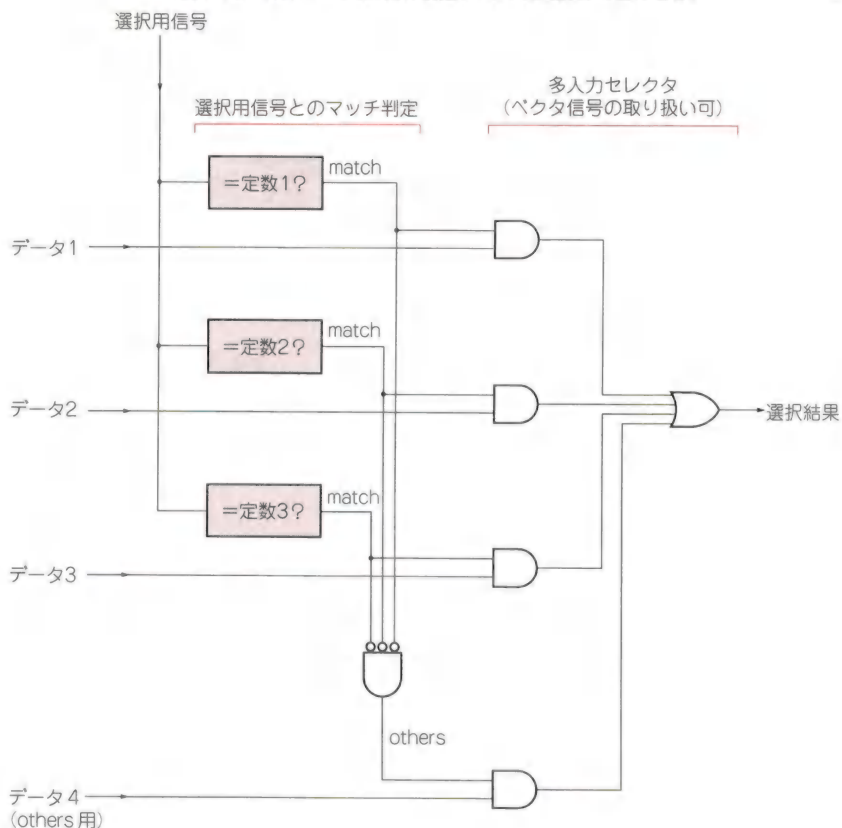 選択用信号
選択用信号とのマッチ判定
多入力セレクタ
(ベクタ信号の取り扱い可)
=定数1?
match
データ1
=定数2?
match
データ2
選択結果
=定数3?
match
データ3
others
データ4
(others用)